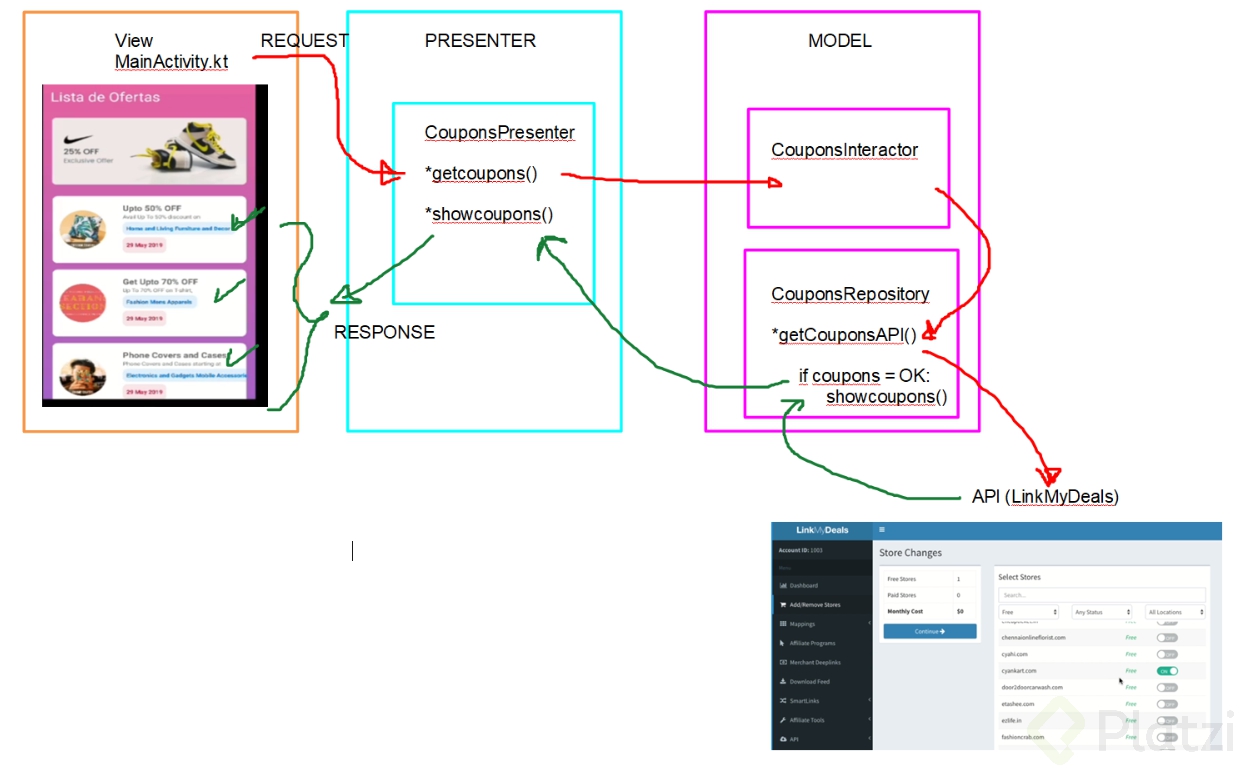 View
MainActivity.kt
REQUEST
PRESENTER
MODEL
Lista de Ofertas
25% OFF
Exclusive Offer
Upto 50% OFF
Avail Up To 50% discount on
Home and Living Furniture and Decor
29 May 2019
Get Upto 70% OFF
Up To 70% OFF on T-shirt,
Fashion Mens Apparels
29 May 2019
Phone Covers and Cases
Phone Covers and Cases starting at
Electronics and Gadgets Mobile Accessories
29 May 2019
CouponsPresenter
*getcoupons()
*showcoupons()
RESPONSE
CouponsInteractor
CouponsRepository
*getCouponsAPI()
if coupons = OK:
showcoupons()
API (LinkMyDeals)
LinkMyDeals
Account ID: 1003
Menu
Dashboard
Add/Remove Stores
Mappings
Affiliate Programs
Merchant Deeplinks
Download Feed
SmartLinks
Affiliate Tools
API
Store Changes
Free Stores 1
Paid Stores 0
Monthly Cost $0
Continue
Select Stores
Search...
Free Any Status All Locations
chennaionlineflorist.com Free OFF
cyahi.com Free OFF
cyankart.com Free ON
door2doorcarwash.com Free OFF
etashee.com Free OFF
ezlife.in Free OFF
fashioncrab.com Free OFF
Platzi